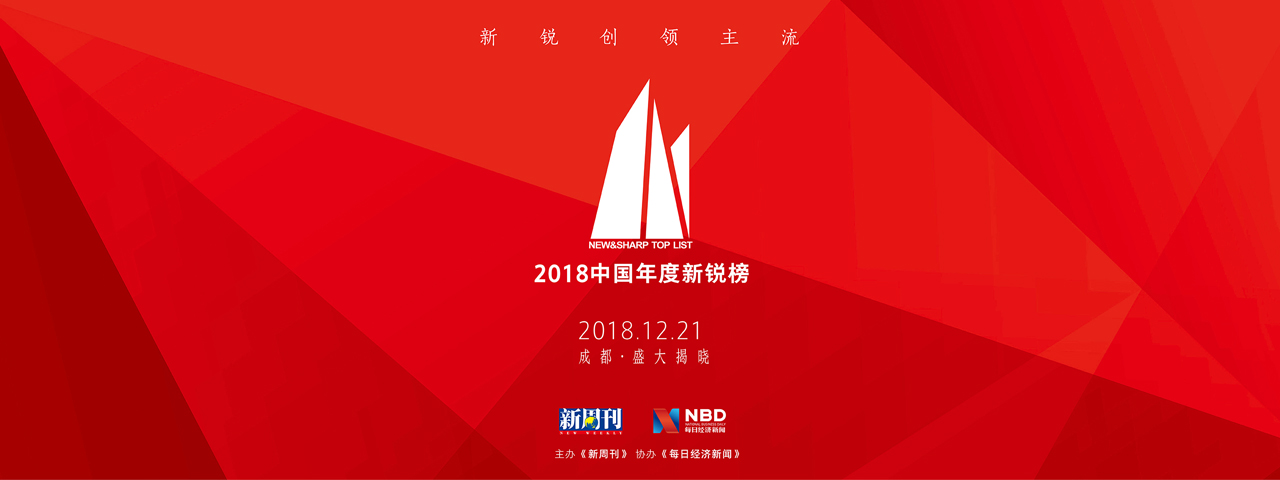 新锐创领主流
NEW&SHARP TOP LIST
2018中国年度新锐榜
2018.12.21
成都·盛大揭晓
新周刊
NEW WEEKLY
NBD
NATIONAL BUSINESS DAILY
每日经济新闻
主办《新周刊》 协办《每日经济新闻》